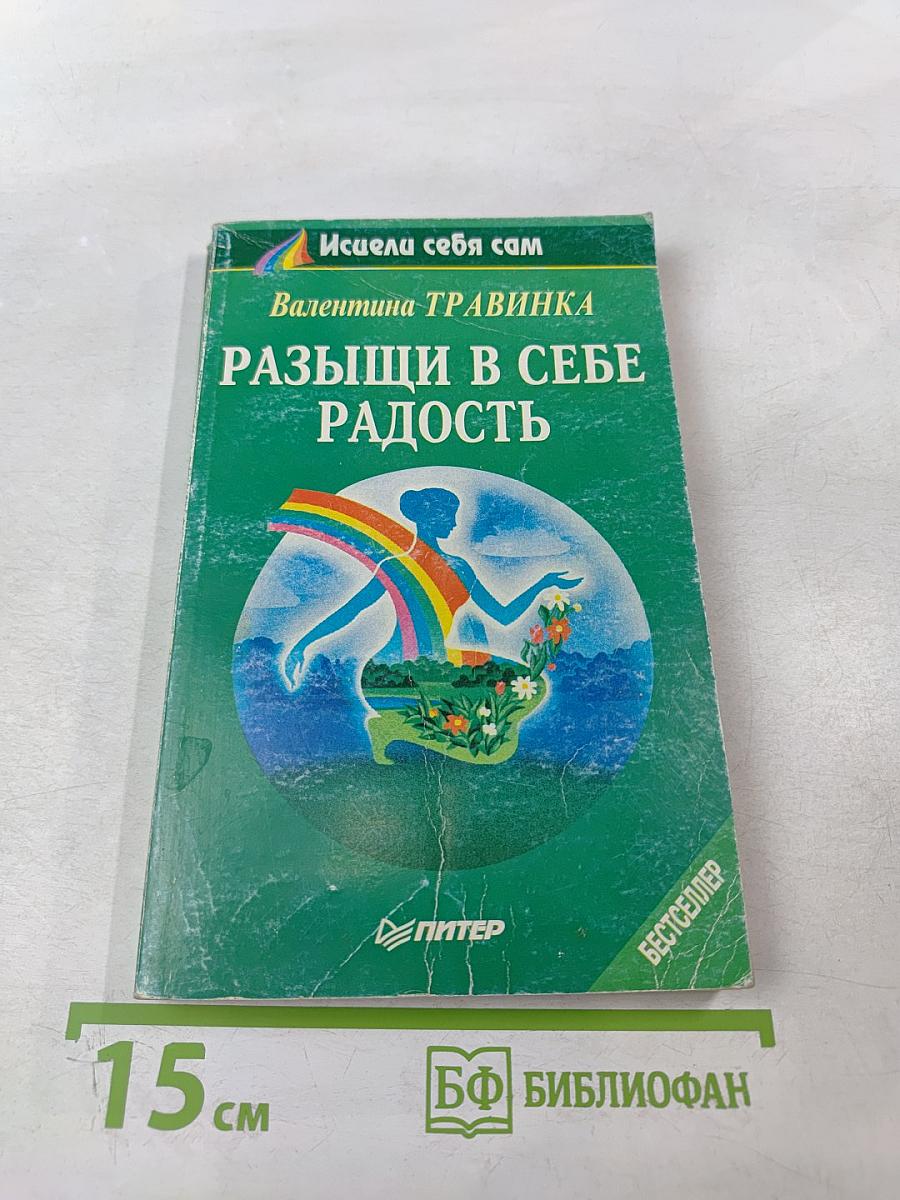 Исцели себя сам
Валентина ТРАВИНКА
РАЗЫЩИ В СЕБЕ
РАДОСТЬ
ПИТЕР
БЕСТСЕЛЛЕР
15 см
БФ БИБЛИОФАН